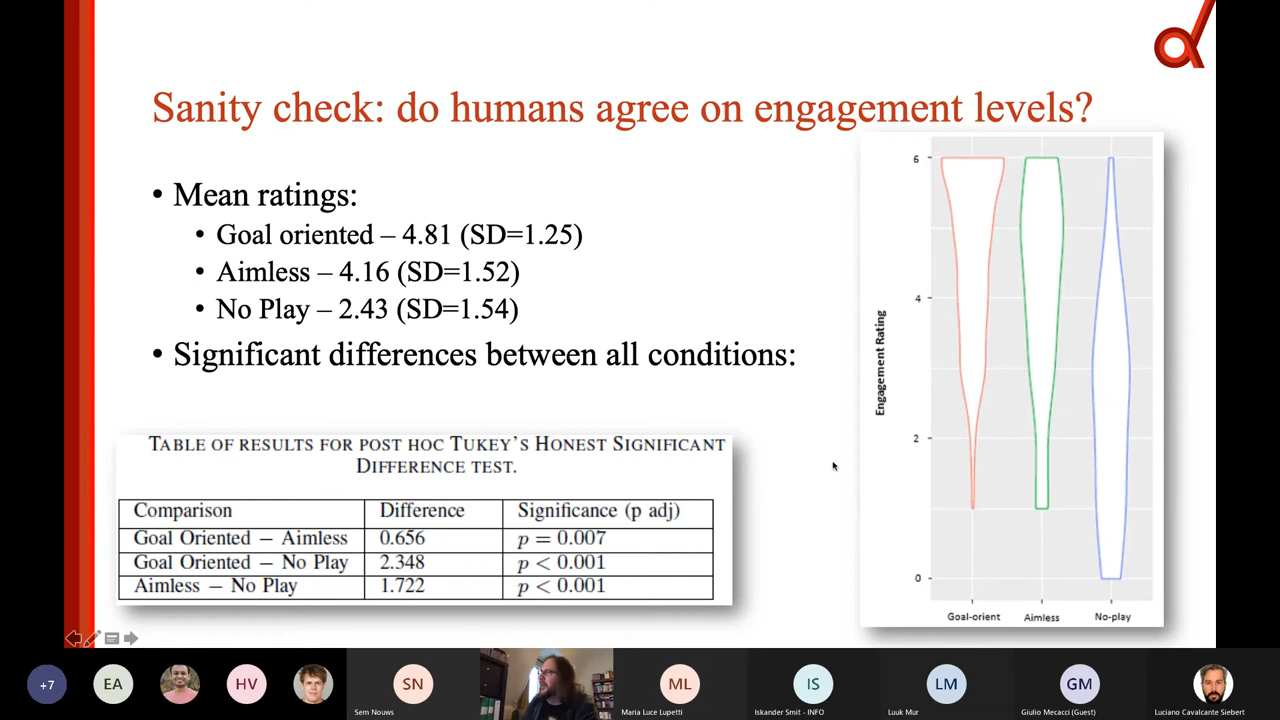 Sanity check: do humans agree on engagement levels?
• Mean ratings:
• Goal oriented – 4.81 (SD=1.25)
• Aimless – 4.16 (SD=1.52)
• No Play – 2.43 (SD=1.54)
• Significant differences between all conditions:
TABLE OF RESULTS FOR POST HOC TUKEY'S HONEST SIGNIFICANT
DIFFERENCE TEST.
Comparison Difference Significance (p adj)
Goal Oriented – Aimless 0.656 p = 0.007
Goal Oriented – No Play 2.348 p < 0.001
Aimless – No Play 1.722 p < 0.001
Engagement Rating
6
4
2
0
Goal-orient Aimless No-play
+7 EA HV SN ML IS LM GM
Sem Nouws Maria Luce Lupetti Iskander Smit - INFO Luuk Mur Giulio Mecacci (Guest) Luciano Cavalcante Siebert